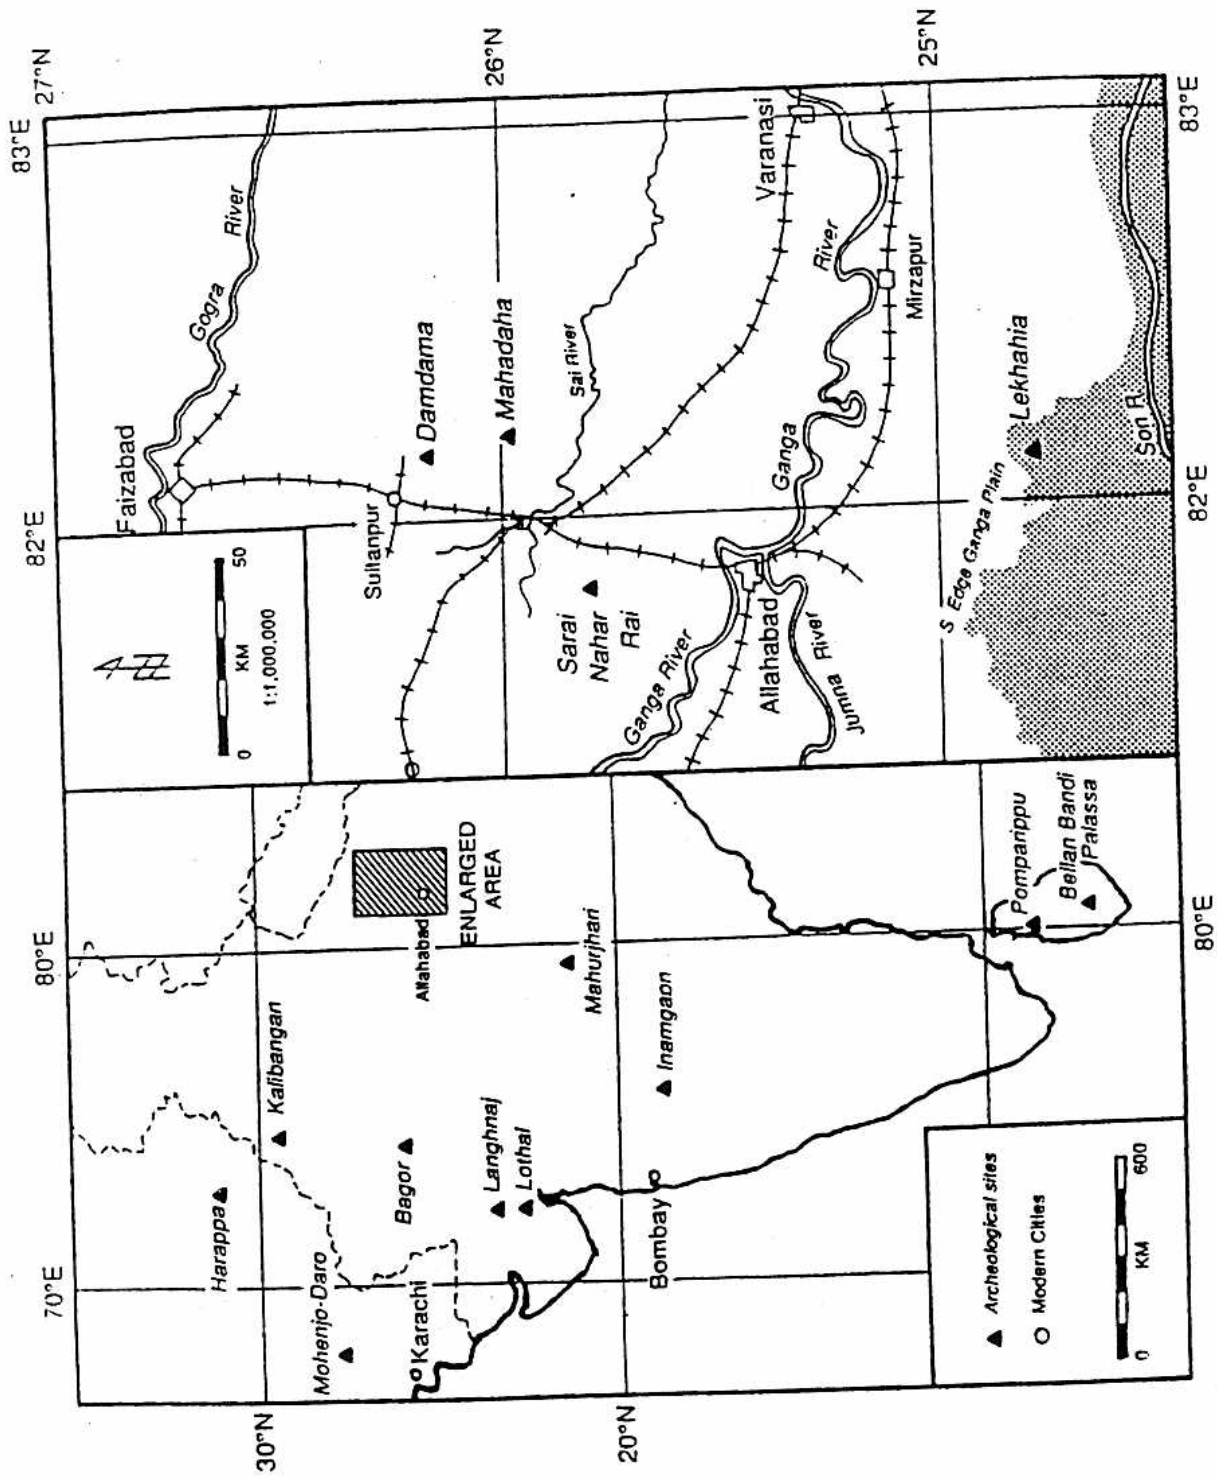 70°E
80°E
30°N
20°N
Harappa
Kalibangan
Mohenjo-Daro
Karachi
Bagor
Langhnaj
Lothal
Allahabad
ENLARGED
AREA
Mahurjhari
Bombay
Inamgaon
Pomparippu
Bellan Bandi
Palassa
80°E
Archeological sites
Modern Cities
0
KM
600
82°E
83°E
27°N
0
KM
50
1:1,000,000
Faizabad
Gogra
River
Sultanpur
Damdama
Mahadaha
26°N
Sarai
Nahar
Rai
Sai River
Varanasi
Ganga River
Allahabad
Jumna River
Ganga
River
Mirzapur
25°N
S Edge Ganga Plain
Lekhahia
Son R.
82°E
83°E